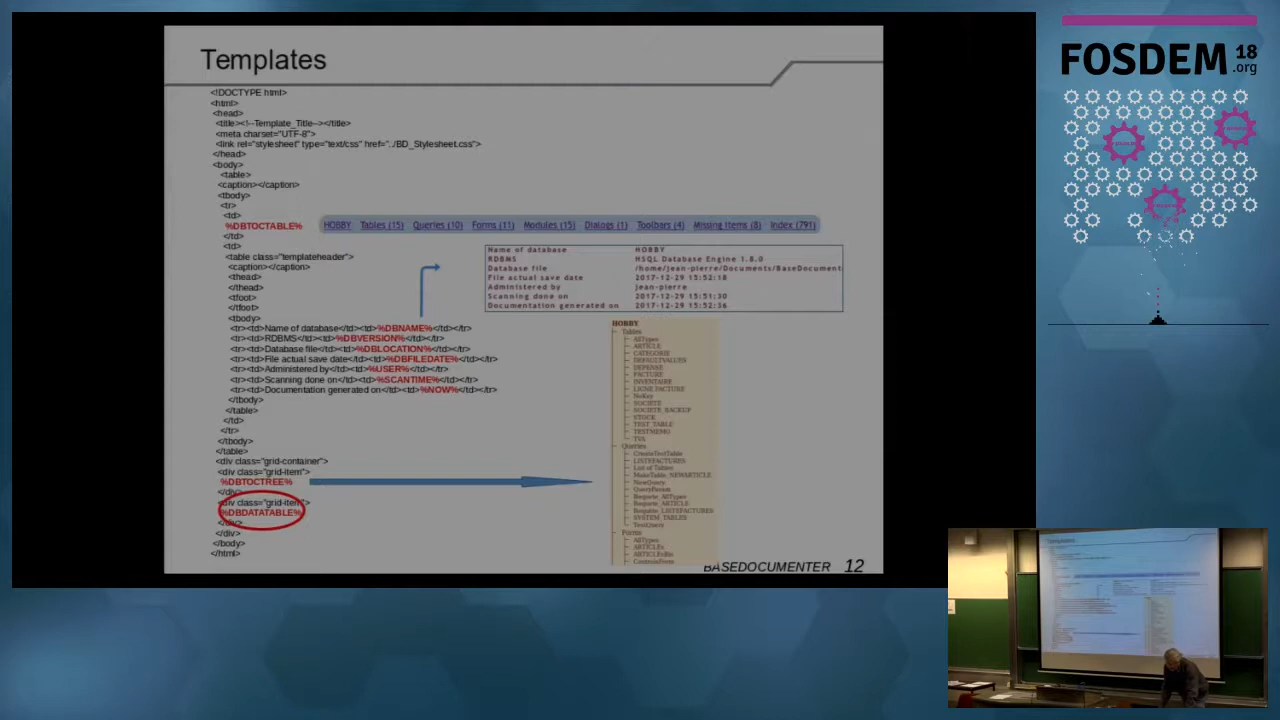 Templates
<!DOCTYPE html>
<html>
<head>
<title><!--Template_Title--></title>
<meta charset="UTF-8">
<link rel="stylesheet" type="text/css" href="../BD_Stylesheet.css">
</head>
<body>
<table>
<caption></caption>
<tbody>
<tr>
<td>
%DBTOCTABLE%
HOBBY Tables (15) Queries (10) Forms (11) Modules (15) Dialogs (1) Toolbars (4) Missing Items (8) Index (791)
</td>
<td>
<table class="templateheader">
<caption></caption>
<thead>
</thead>
<tfoot>
</tfoot>
<tbody>
<tr><td>Name of database</td><td>%DBNAME%</td></tr>
<tr><td>RDBMS</td><td>%DBVERSION%</td></tr>
<tr><td>Database file</td><td>%DBLOCATION%</td></tr>
<tr><td>File actual save date</td><td>%DBFILEDATE%</td></tr>
<tr><td>Administered by</td><td>%USER%</td></tr>
<tr><td>Scanning done on</td><td>%SCANTIME%</td></tr>
<tr><td>Documentation generated on</td><td>%NOW%</td></tr>
</tbody>
</table>
</td>
</tr>
</tbody>
</table>
<div class="grid-container">
<div class="grid-item">
%DBTOCTREE%
</div>
<div class="grid-item">
%DBDATATABLE%
</div>
</div>
</body>
</html>
Name of database HOBBY
RDBMS HSQL Database Engine 1.8.0
Database file /home/jean-pierre/Documents/BaseDocument
File actual save date 2017-12-29 15:52:18
Administered by jean-pierre
Scanning done on 2017-12-29 15:51:30
Documentation generated on 2017-12-29 15:52:36
HOBBY
Tables
AllTypes
ARTICLE
CATEGORIE
DEFAULTVALUES
DEPENSE
FACTURE
INVENTAIRE
LIGNE FACTURE
NoKey
SOCIETE
SOCIETE_BACKUP
STOCK
TEST_TABLE
TESTMEMO
TVA
Queries
CreateTestTable
LISTEFACTURES
List of Tables
MakeTable_NEWARTICLE
NewQuery
QueryParam
Requete_AllTypes
Requete_ARTICLE
Requete_LISTEFACTURES
SYSTEM_TABLES
TestQuery
Forms
AllTypes
ARTICLEs
BASEDOCUMENTER 12
FOSDEM 18
.org